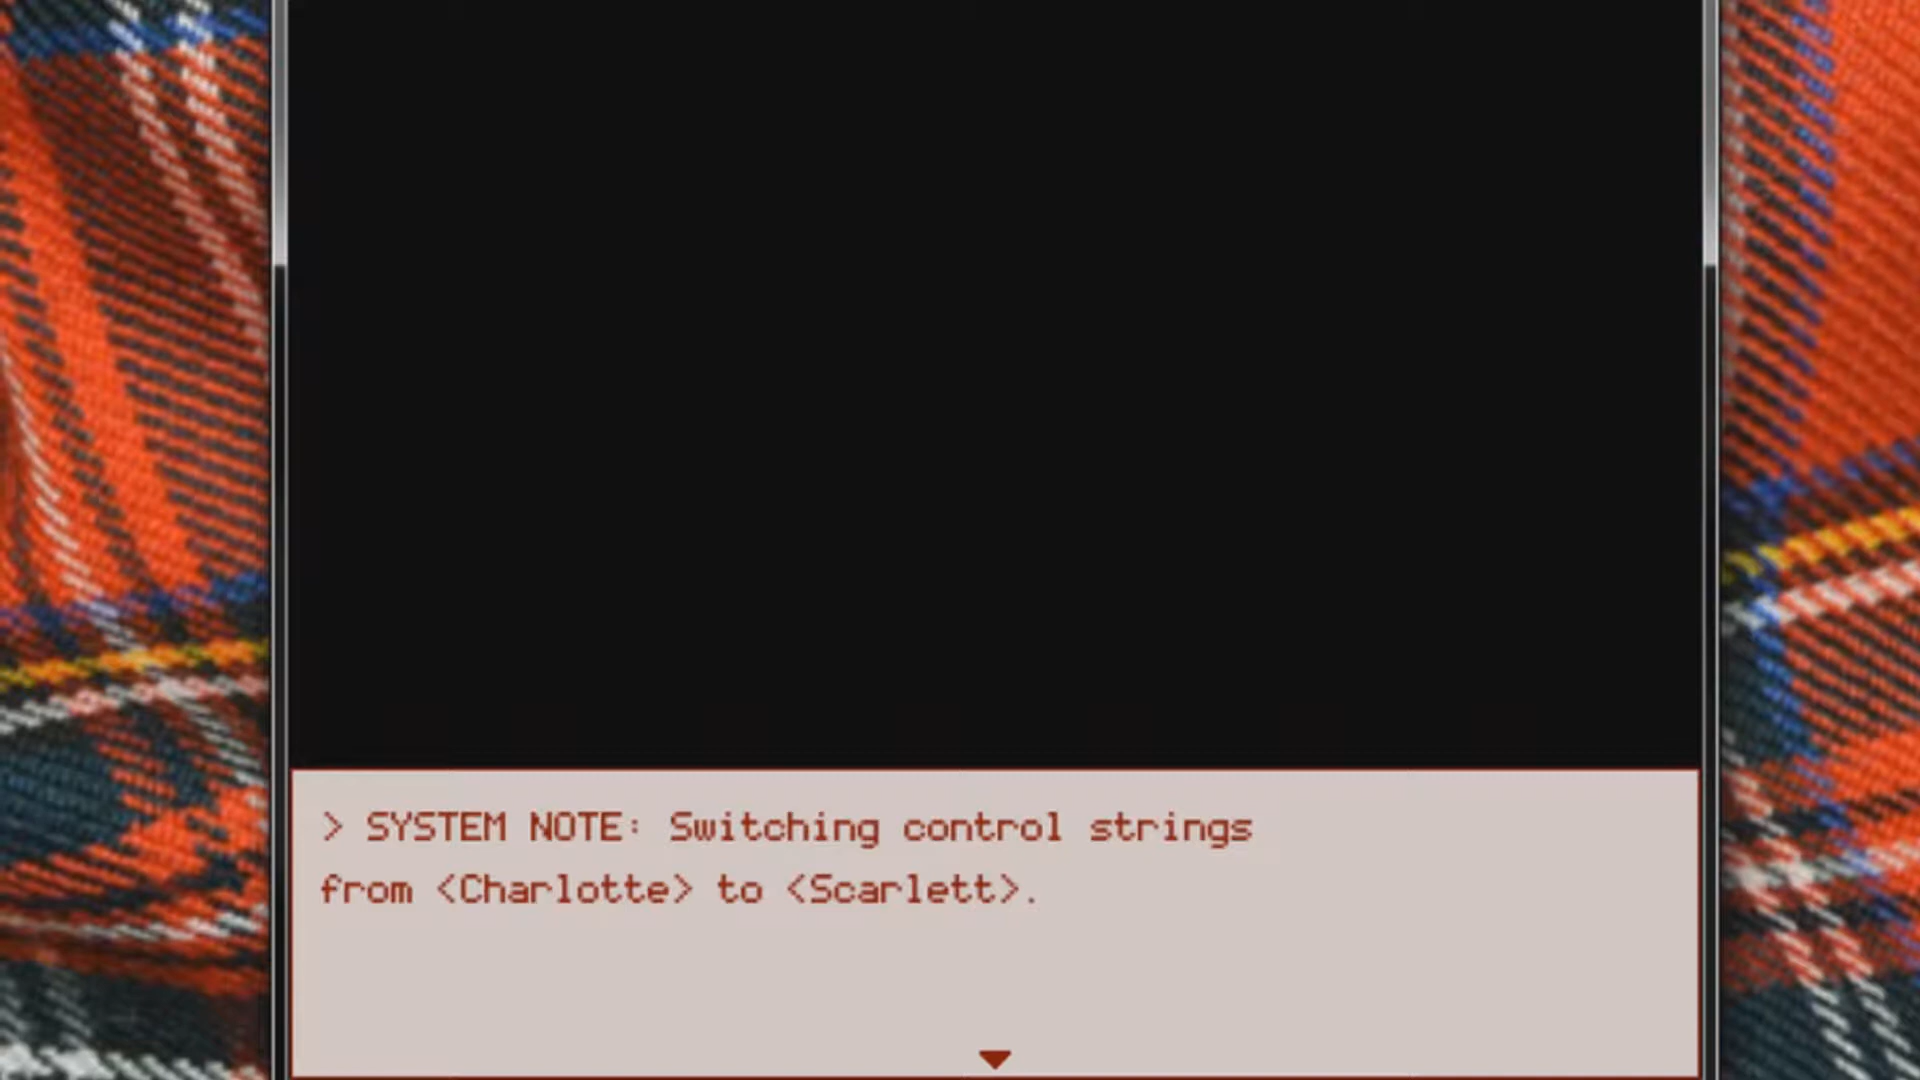 > SYSTEM NOTE: Switching control strings
from <Charlotte> to <Scarlett>.